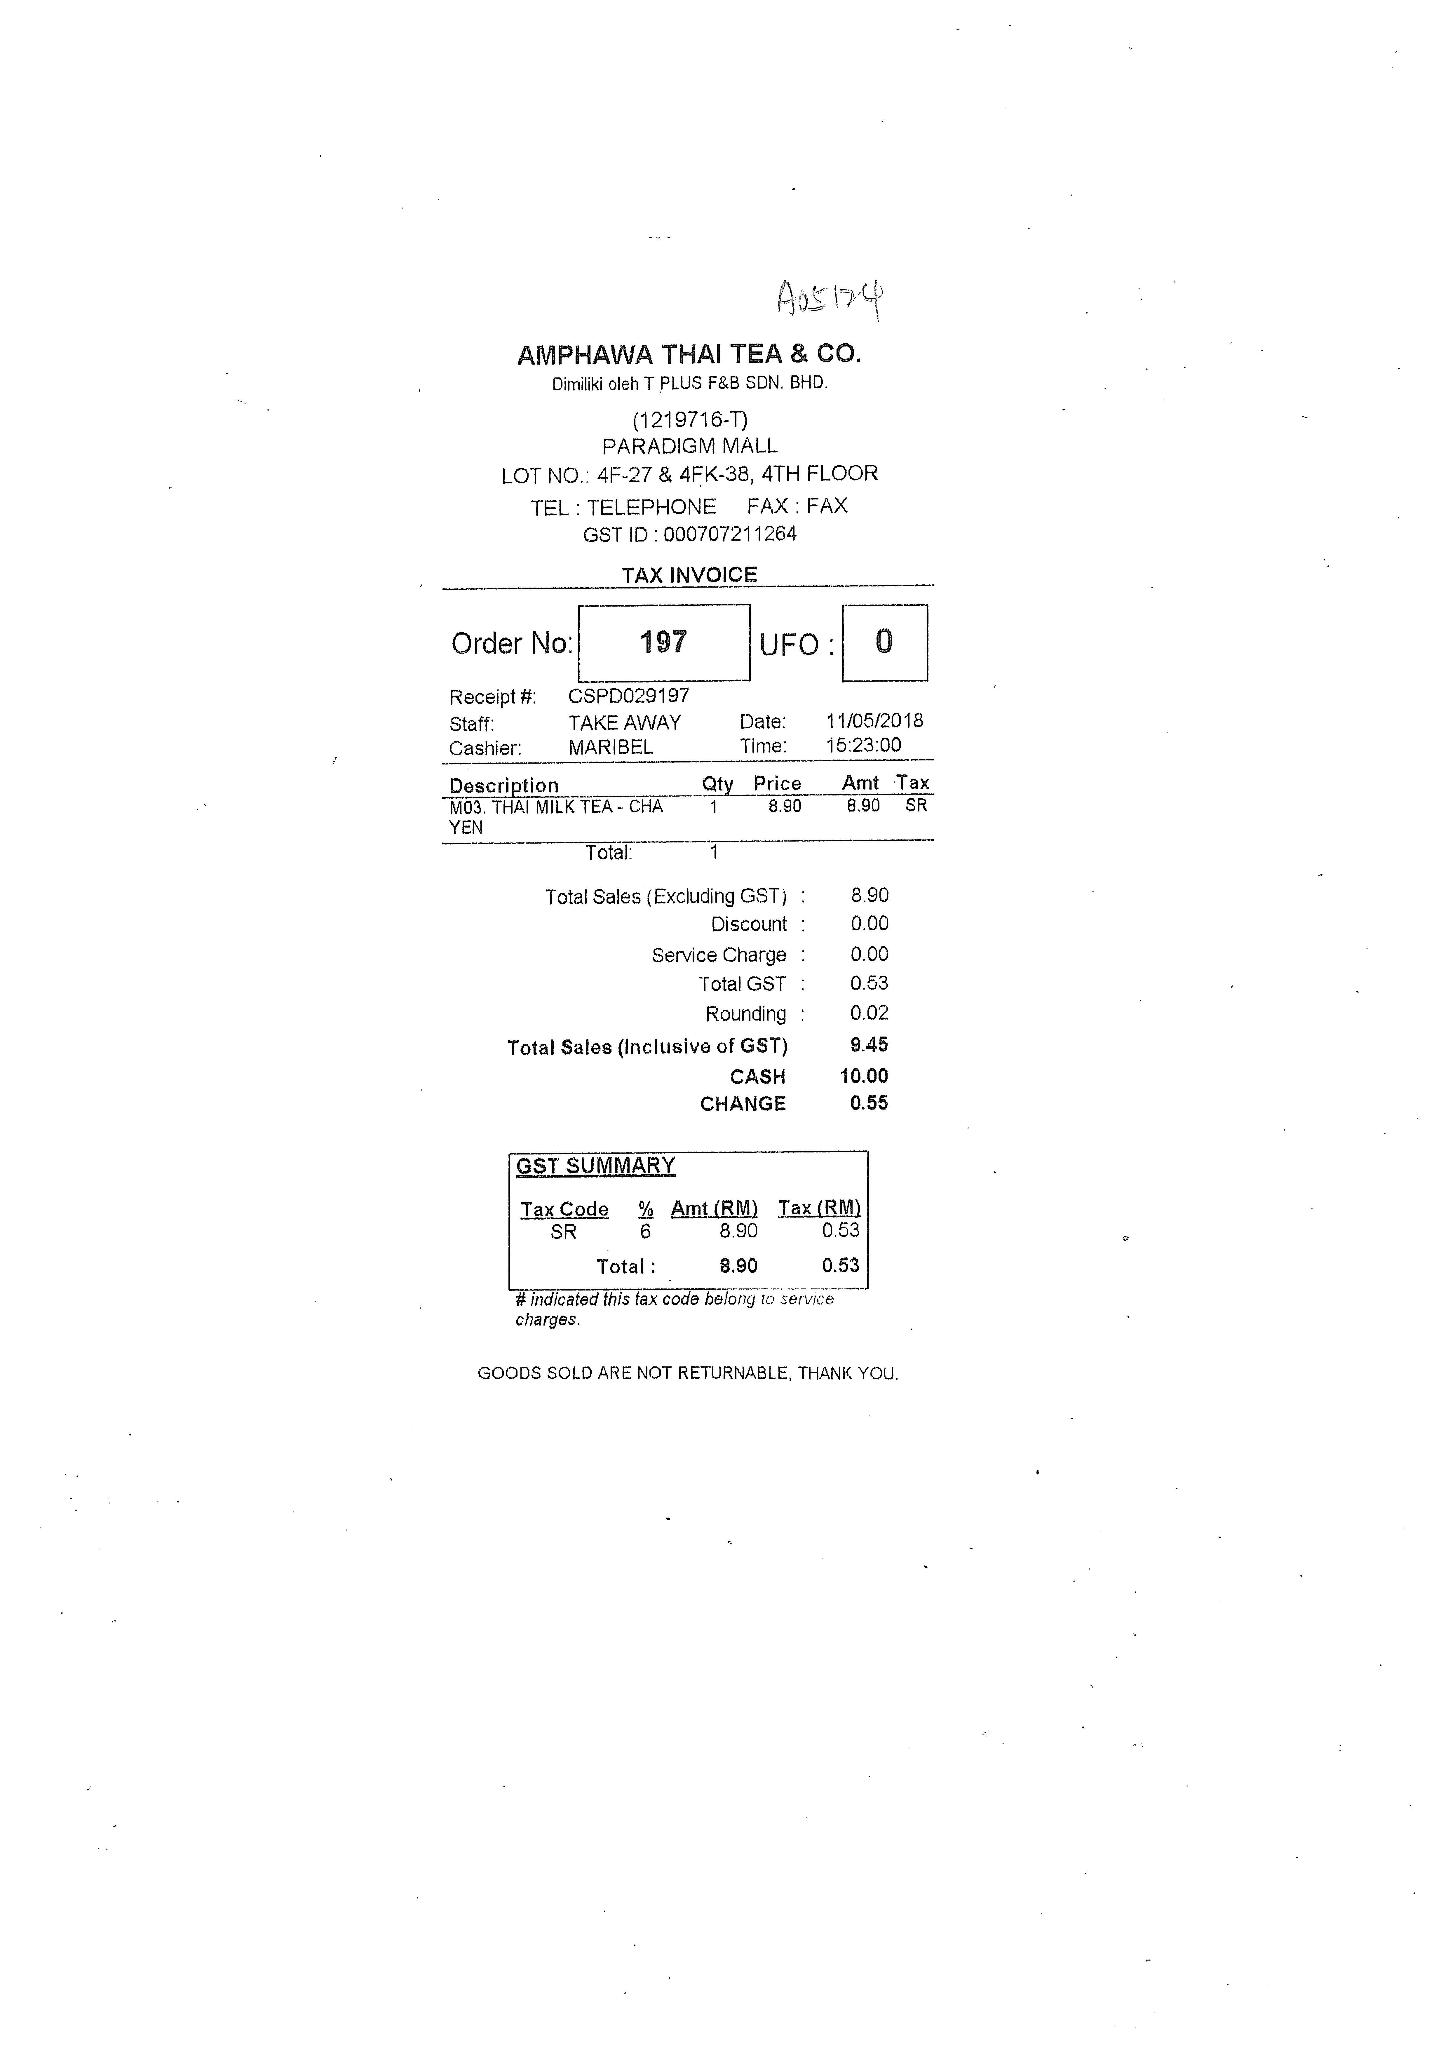 A05174
AMPHAWA THAI TEA & CO.
Dimiliki oleh T PLUS F&B SDN. BHD.
(1219716-T)
PARADIGM MALL
LOT NO.: 4F-27 & 4FK-38, 4TH FLOOR
TEL : TELEPHONE FAX : FAX
GST ID : 000707211264
TAX INVOICE
Order No: 197 UFO : 0
Receipt #: CSPD029197
Staff: TAKE AWAY Date: 11/05/2018
Cashier: MARIBEL Time: 15:23:00
Description Qty Price Amt Tax
M03. THAI MILK TEA - CHA 1 8.90 8.90 SR
YEN
Total: 1
Total Sales (Excluding GST) : 8.90
Discount : 0.00
Service Charge : 0.00
Total GST : 0.53
Rounding : 0.02
Total Sales (Inclusive of GST) 9.45
CASH 10.00
CHANGE 0.55
GST SUMMARY
Tax Code % Amt (RM) Tax (RM)
SR 6 8.90 0.53
Total : 8.90 0.53
# indicated this tax code belong to service
charges.
GOODS SOLD ARE NOT RETURNABLE, THANK YOU.